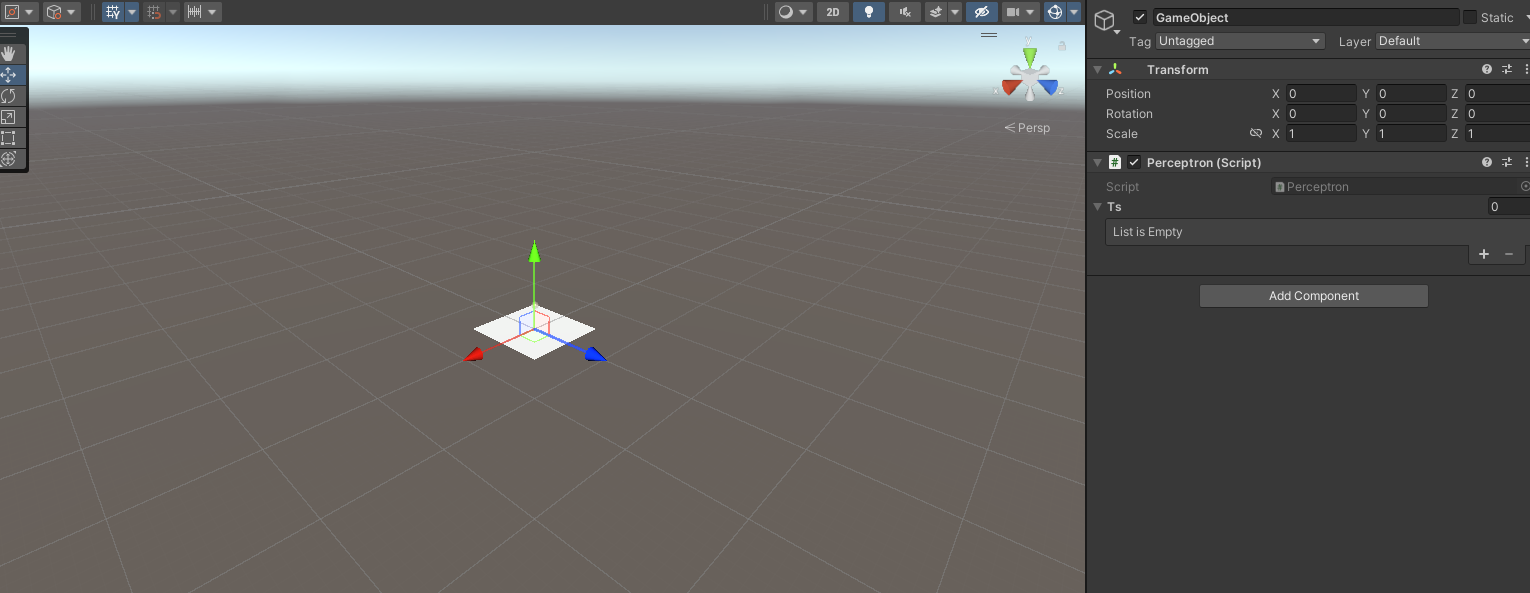 2D
GameObject
Static
Tag Untagged
Layer Default
y
x
z
Persp
Transform
Position X 0 Y 0 Z 0
Rotation X 0 Y 0 Z 0
Scale X 1 Y 1 Z 1
# Perceptron (Script)
Script Perceptron
Ts 0
List is Empty
+ −
Add Component